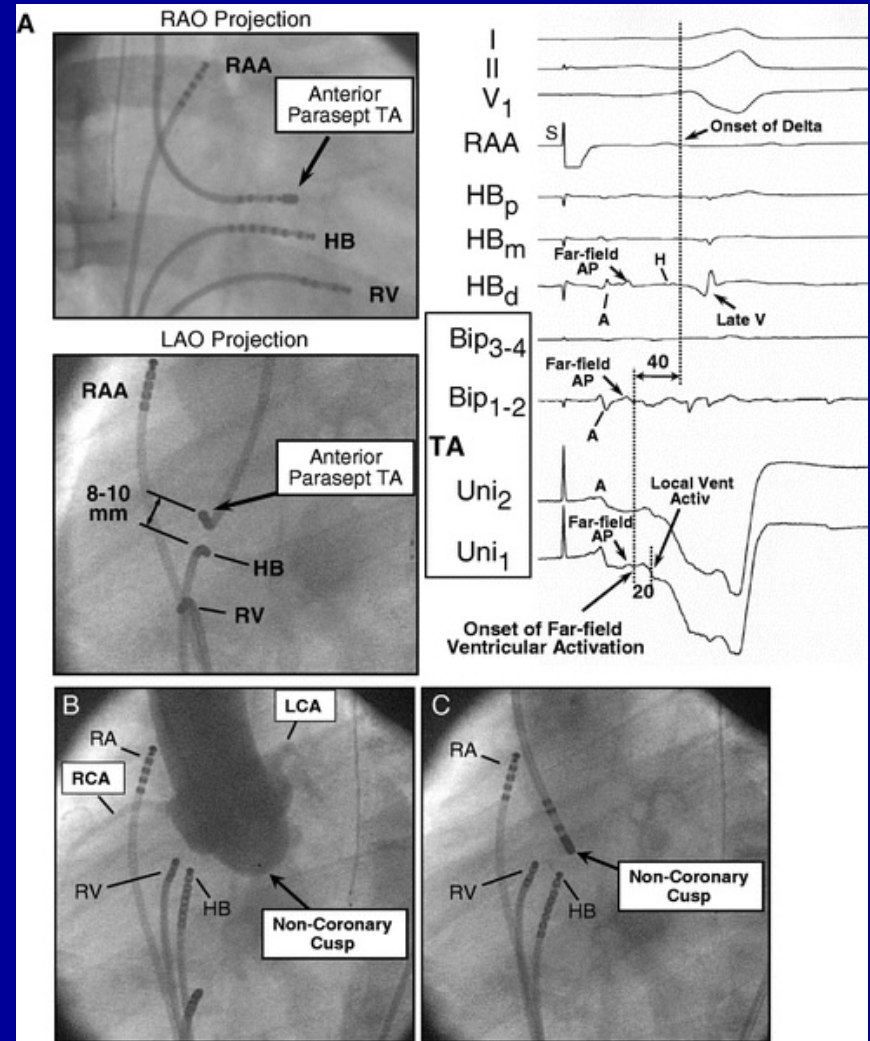 A
RAO Projection
RAA
Anterior
Parasept TA
HB
RV
LAO Projection
RAA
Anterior
Parasept TA
8-10
mm
HB
RV
I
II
V1
RAA
S
Onset of Delta
HBp
HBm
Far-field
AP
H
HBd
A
Late V
Bip3-4
40
Far-field
AP
Bip1-2
A
TA
Uni2
A
Local Vent
Activ
Far-field
AP
Uni1
20
Onset of Far-field
Ventricular Activation
B
LCA
RA
RCA
RV
HB
Non-Coronary
Cusp
C
RA
RV
HB
Non-Coronary
Cusp